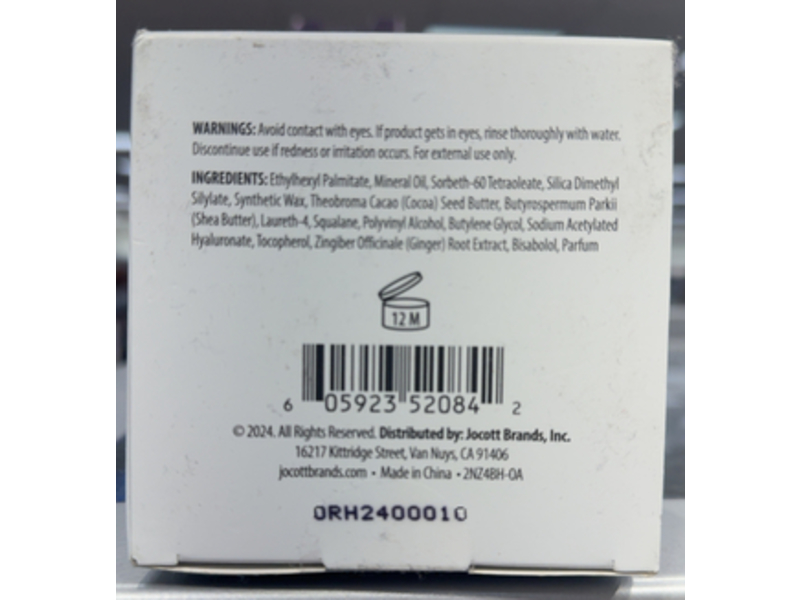 WARNINGS: Avoid contact with eyes. If product gets in eyes, rinse thoroughly with water.
Discontinue use if redness or irritation occurs. For external use only.
INGREDIENTS: Ethylhexyl Palmitate, Mineral Oil, Sorbeth-60 Tetraoleate, Silica Dimethyl
Silylate, Synthetic Wax, Theobroma Cacao (Cocoa) Seed Butter, Butyrospermum Parkii
(Shea Butter), Laureth-4, Squalane, Polyvinyl Alcohol, Butylene Glycol, Sodium Acetylated
Hyaluronate, Tocopherol, Zingiber Officinale (Ginger) Root Extract, Bisabolol, Parfum
12 M
6 05923 52084 2
© 2024. All Rights Reserved. Distributed by: Jocott Brands, Inc.
16217 Kittridge Street, Van Nuys, CA 91406
jocottbrands.com • Made in China • 2NZ4BH-OA
0RH2400010